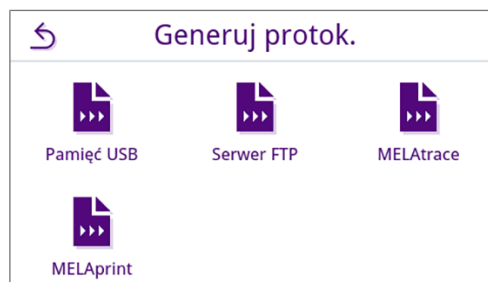 Generuj protok.
Pamięć USB
Serwer FTP
MELAtrace
MELAprint